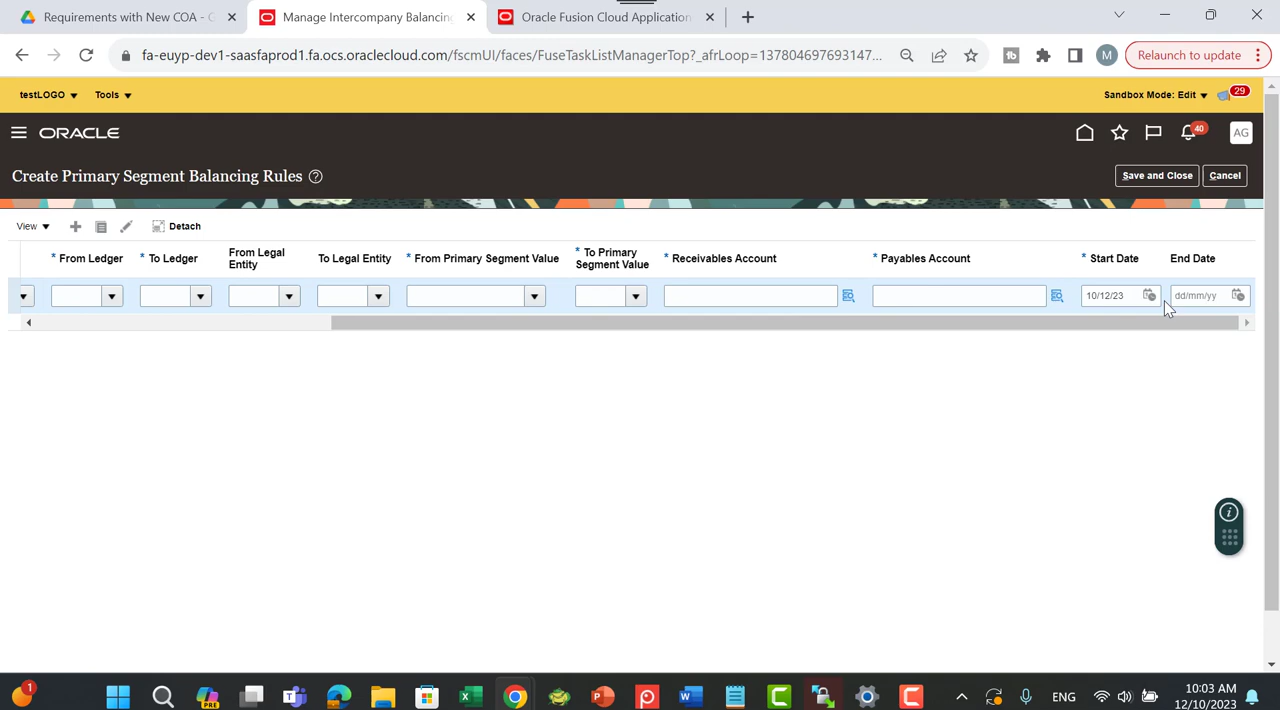 Requirements with New COA - G
Manage Intercompany Balancing
Oracle Fusion Cloud Application
fa-euyp-dev1-saasfaprod1.fa.ocs.oraclecloud.com/fscmUI/faces/FuseTaskListManagerTop?_afrLoop=137804697693147...
M
Relaunch to update
testLOGO
Tools
Sandbox Mode: Edit
29
ORACLE
40
AG
Create Primary Segment Balancing Rules
Save and Close
Cancel
View
Detach
* From Ledger
* To Ledger
From Legal
Entity
To Legal Entity
* From Primary Segment Value
* To Primary
Segment Value
* Receivables Account
* Payables Account
* Start Date
End Date
10/12/23
dd/mm/yy
1
PRE
ENG
10:03 AM
12/10/2023